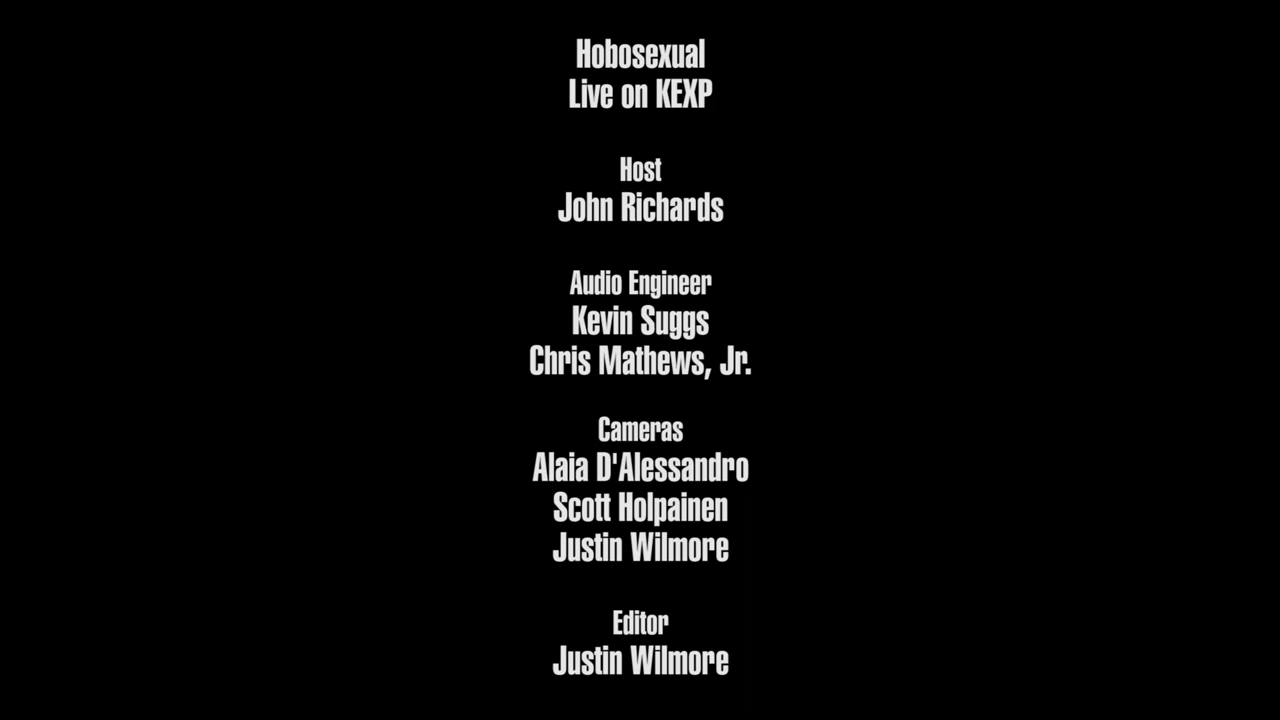 Hobosexual
Live on KEXP
Host
John Richards
Audio Engineer
Kevin Suggs
Chris Mathews, Jr.
Cameras
Alaia D'Alessandro
Scott Holpainen
Justin Wilmore
Editor
Justin Wilmore